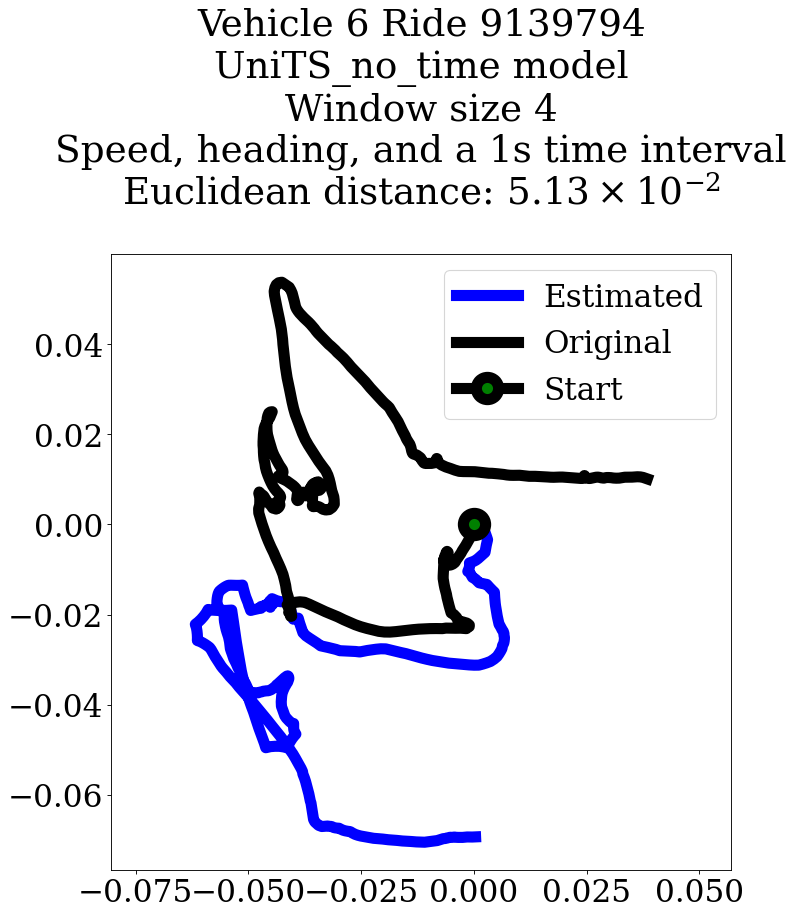 Vehicle 6 Ride 9139794
UniTS_no_time model
Window size 4
Speed, heading, and a 1s time interval
Euclidean distance: 5.13 × 10⁻²
Estimated
Original
Start
0.04
0.02
0.00
−0.02
−0.04
−0.06
−0.075 −0.050 −0.025 0.000 0.025 0.050